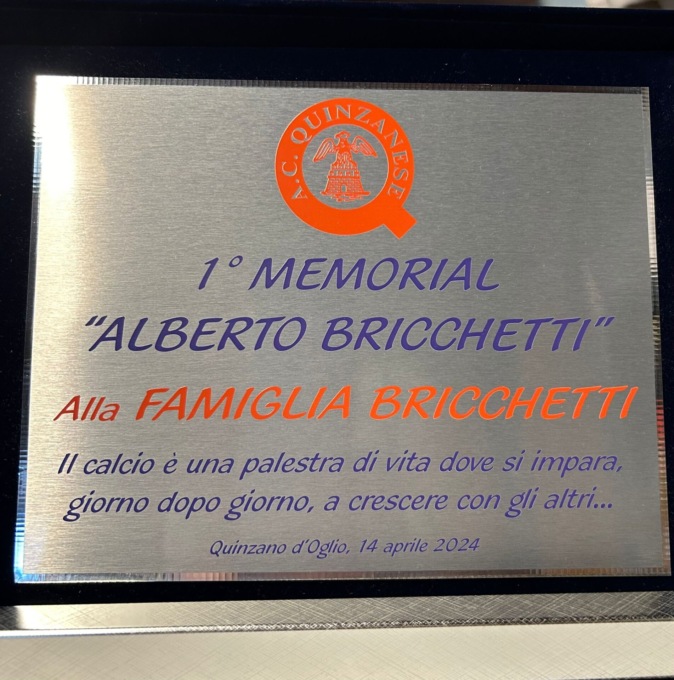 A.C. QUINZANESE
1° MEMORIAL
“ALBERTO BRICCHETTI”
Alla FAMIGLIA BRICCHETTI
Il calcio è una palestra di vita dove si impara,
giorno dopo giorno, a crescere con gli altri...
Quinzano d'Oglio, 14 aprile 2024